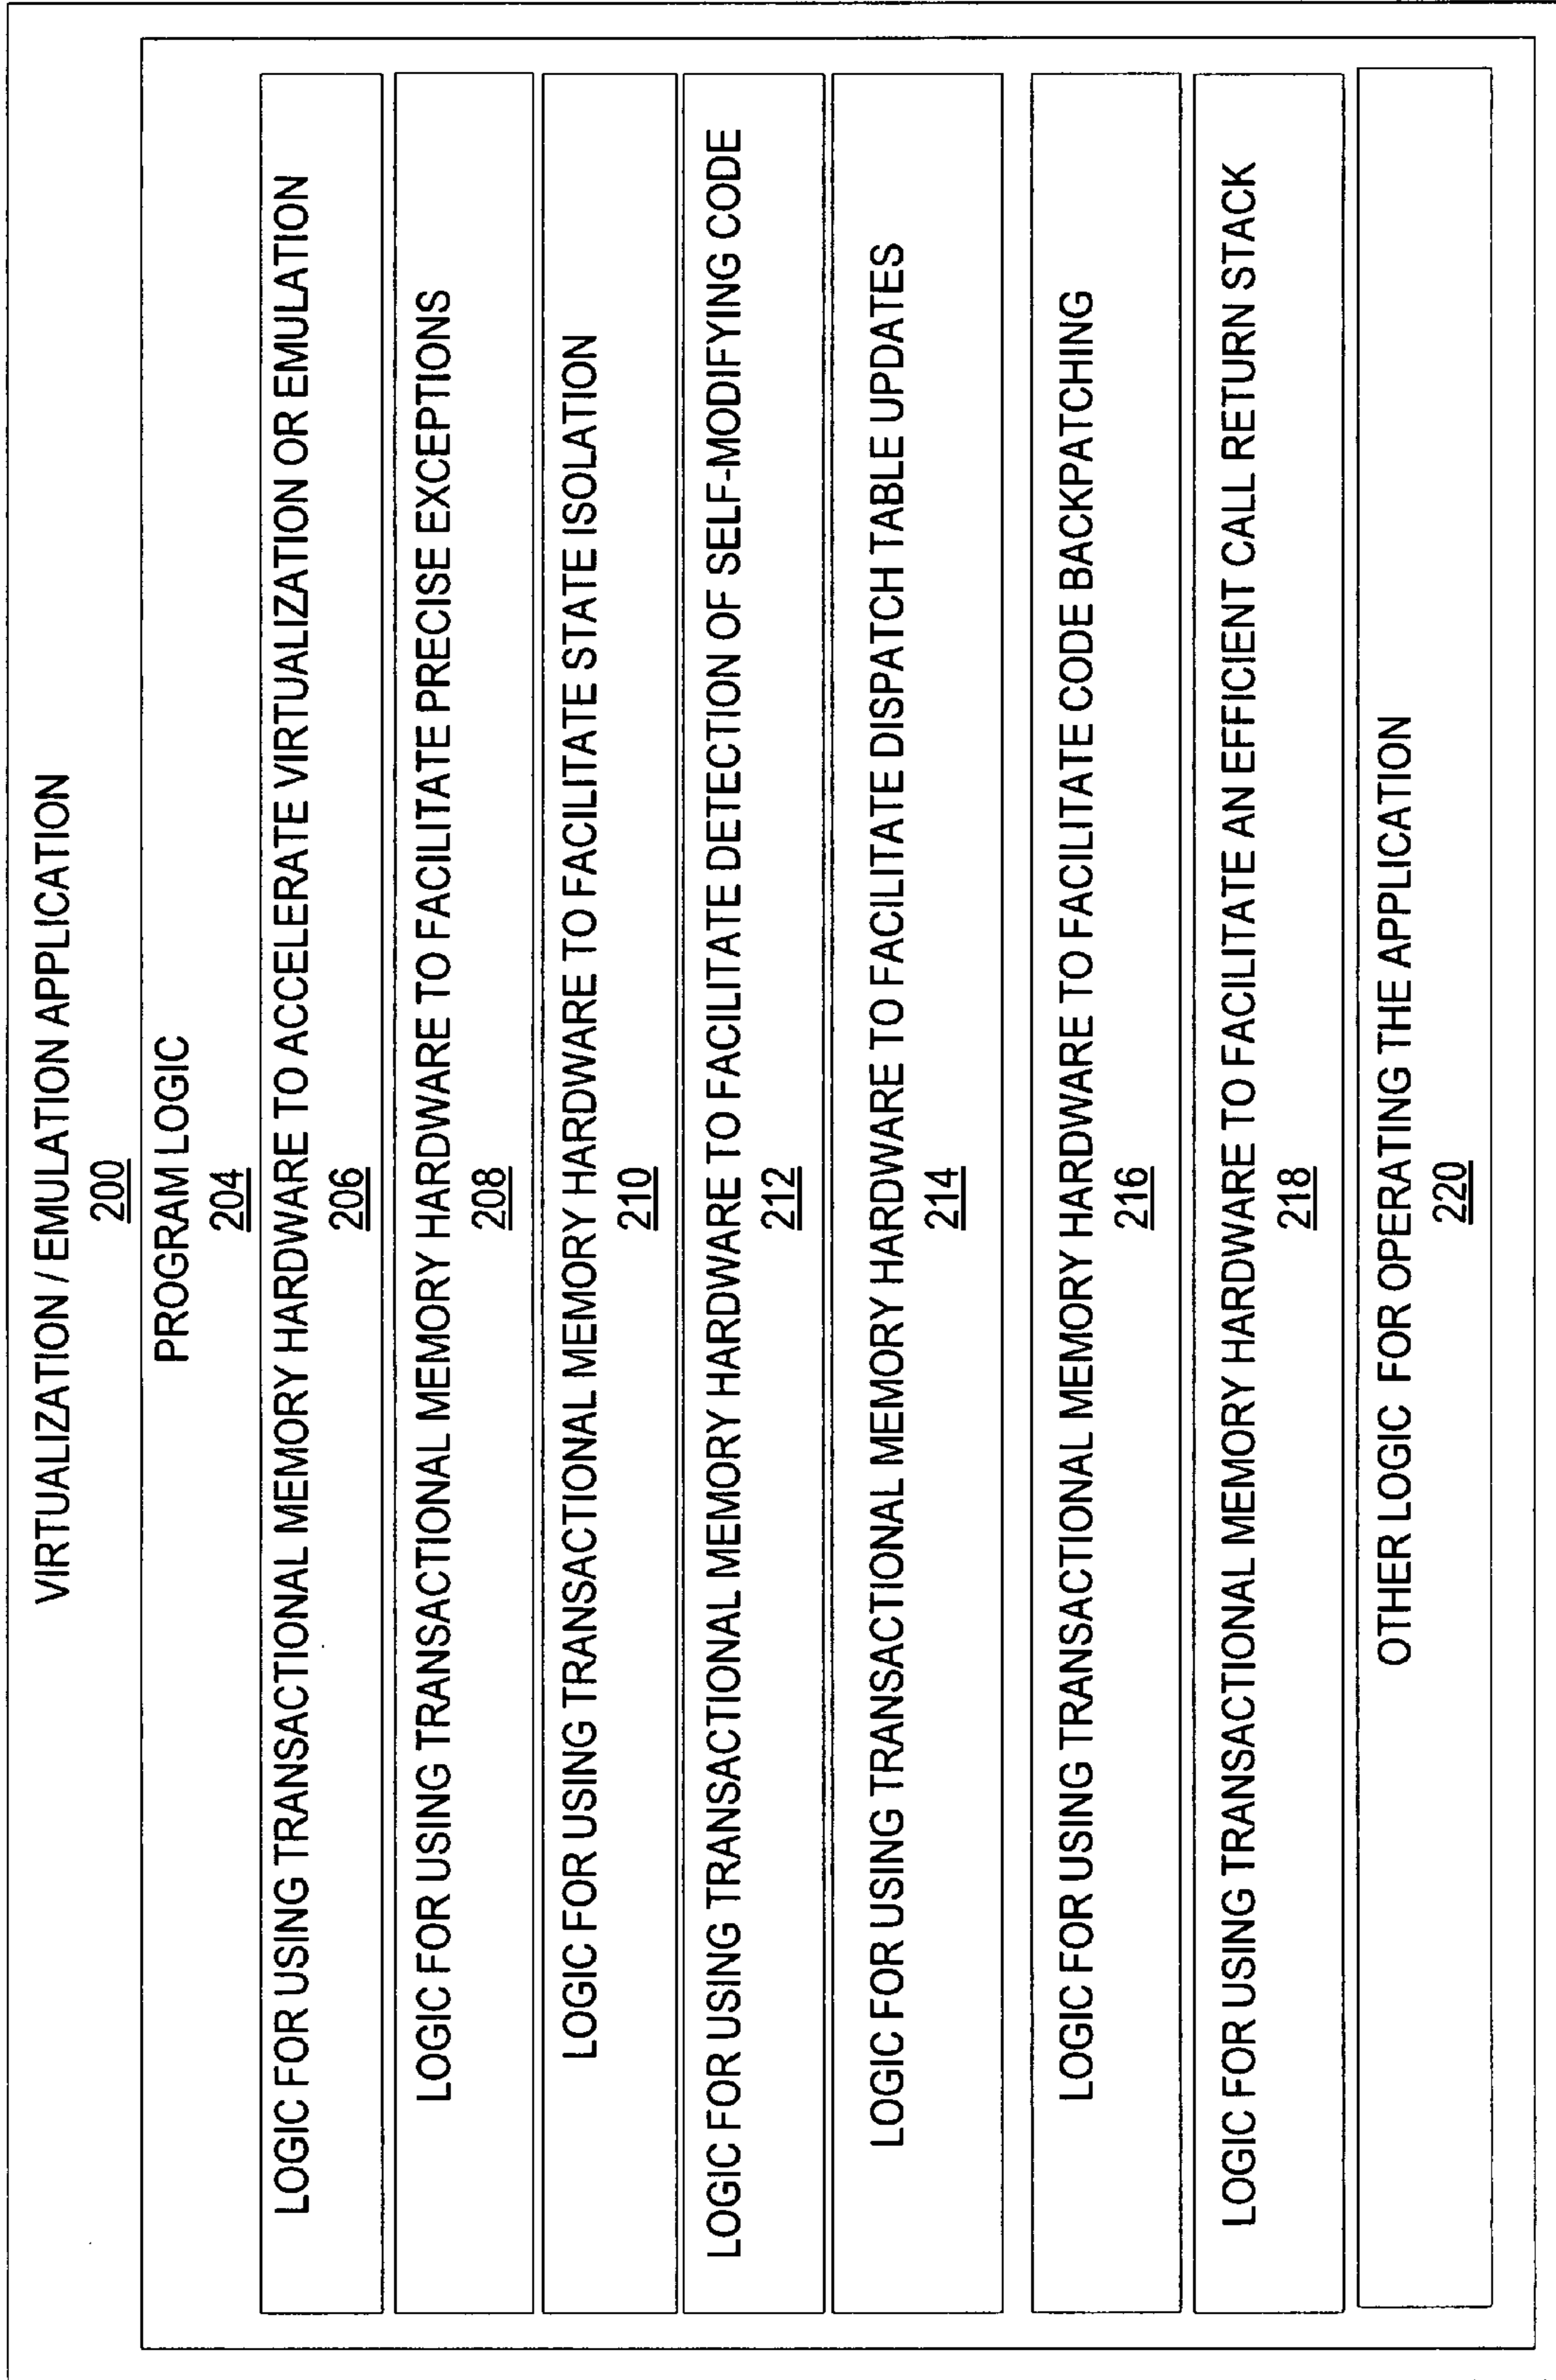 VIRTUALIZATION / EMULATION APPLICATION
200
PROGRAM LOGIC
204
LOGIC FOR USING TRANSACTIONAL MEMORY HARDWARE TO ACCELERATE VIRTUALIZATION OR EMULATION
206
LOGIC FOR USING TRANSACTIONAL MEMORY HARDWARE TO FACILITATE PRECISE EXCEPTIONS
208
LOGIC FOR USING TRANSACTIONAL MEMORY HARDWARE TO FACILITATE STATE ISOLATION
210
LOGIC FOR USING TRANSACTIONAL MEMORY HARDWARE TO FACILITATE DETECTION OF SELF-MODIFYING CODE
212
LOGIC FOR USING TRANSACTIONAL MEMORY HARDWARE TO FACILITATE DISPATCH TABLE UPDATES
214
LOGIC FOR USING TRANSACTIONAL MEMORY HARDWARE TO FACILITATE CODE BACKPATCHING
216
LOGIC FOR USING TRANSACTIONAL MEMORY HARDWARE TO FACILITATE AN EFFICIENT CALL RETURN STACK
218
OTHER LOGIC FOR OPERATING THE APPLICATION
220